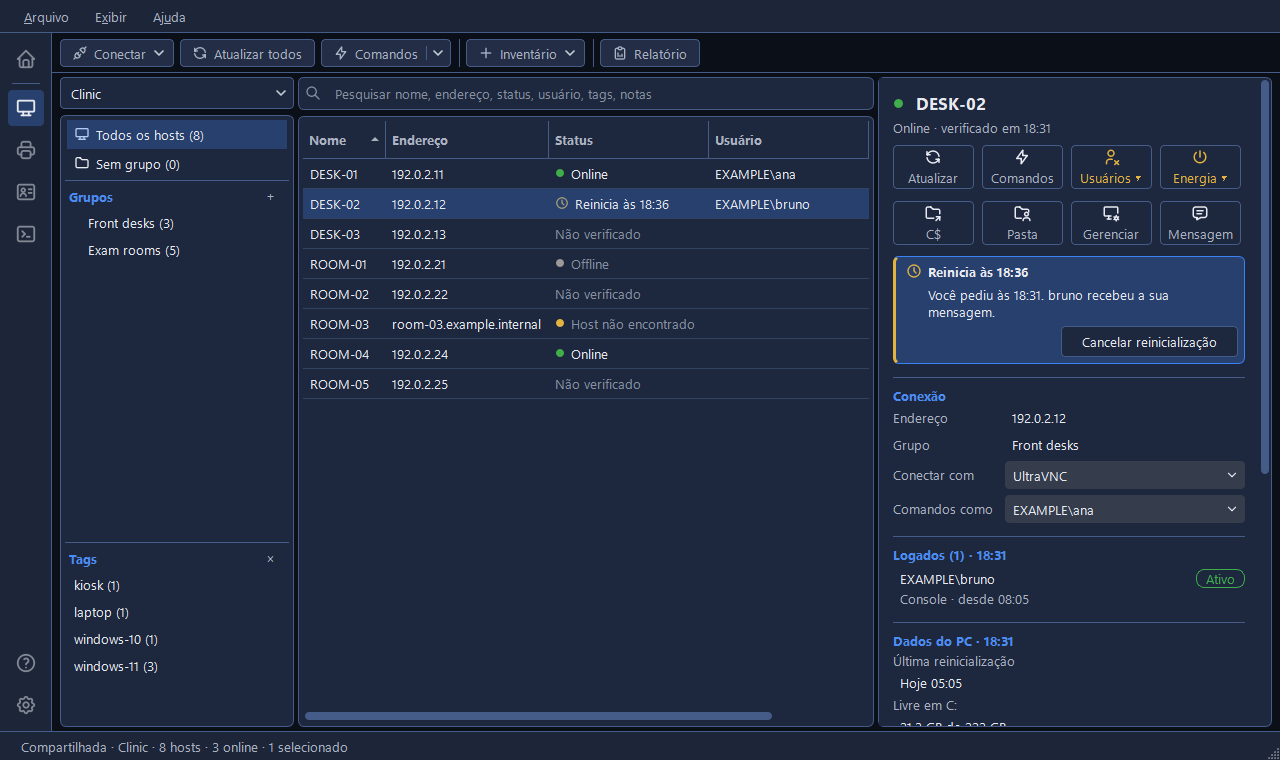 Arquivo Exibir Ajuda
Conectar Atualizar todos Comandos Inventário Relatório
Clinic
Pesquisar nome, endereço, status, usuário, tags, notas
Todos os hosts (8)
Sem grupo (0)
Grupos +
Front desks (3)
Exam rooms (5)
Tags ×
kiosk (1)
laptop (1)
windows-10 (1)
windows-11 (3)
Nome Endereço Status Usuário
DESK-01 192.0.2.11 Online EXAMPLE\ana
DESK-02 192.0.2.12 Reinicia às 18:36 EXAMPLE\bruno
DESK-03 192.0.2.13 Não verificado
ROOM-01 192.0.2.21 Offline
ROOM-02 192.0.2.22 Não verificado
ROOM-03 room-03.example.internal Host não encontrado
ROOM-04 192.0.2.24 Online
ROOM-05 192.0.2.25 Não verificado
DESK-02
Online · verificado em 18:31
Atualizar Comandos Usuários Energia
C$ Pasta Gerenciar Mensagem
Reinicia às 18:36
Você pediu às 18:31. bruno recebeu a sua
mensagem.
Cancelar reinicialização
Conexão
Endereço 192.0.2.12
Grupo Front desks
Conectar com UltraVNC
Comandos como EXAMPLE\ana
Logados (1) · 18:31
EXAMPLE\bruno Ativo
Console · desde 08:05
Dados do PC · 18:31
Última reinicialização
Hoje 05:05
Livre em C:
Compartilhada · Clinic · 8 hosts · 3 online · 1 selecionado